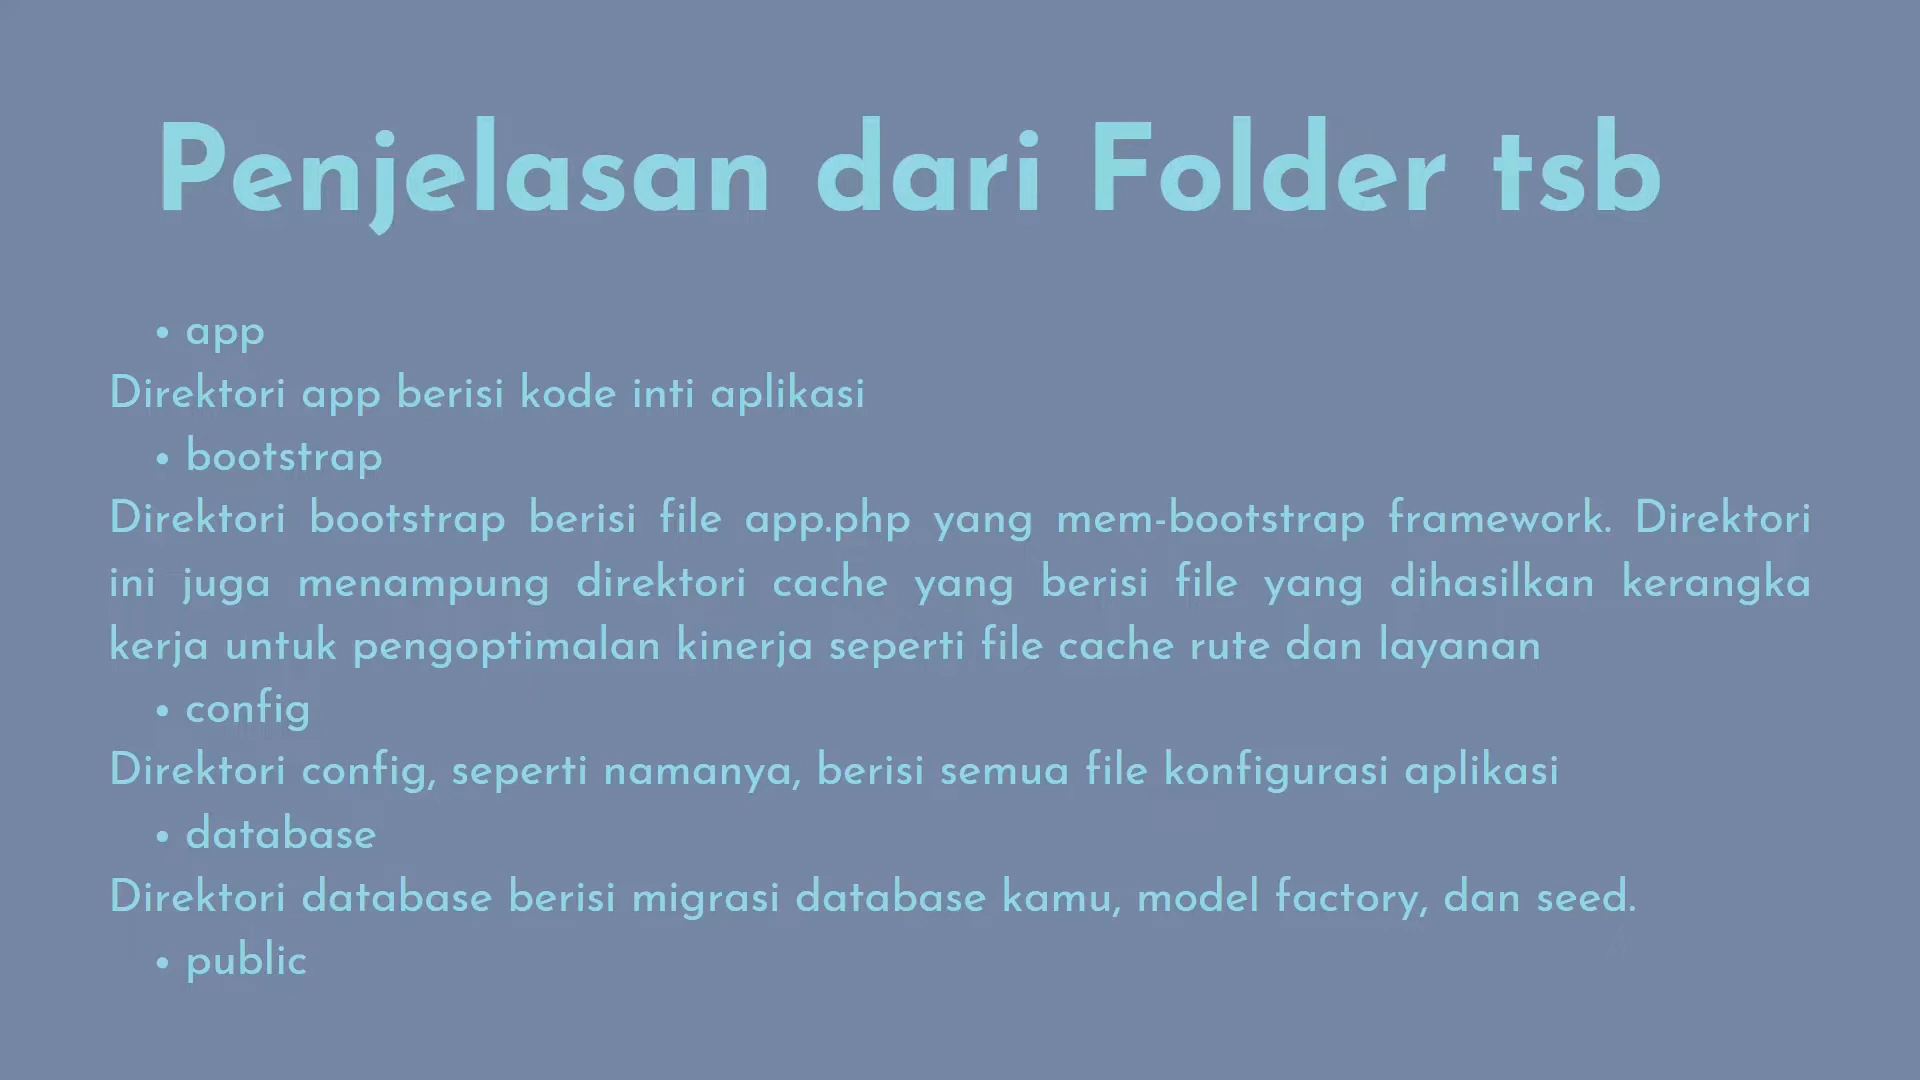 Penjelasan dari Folder tsb
• app
Direktori app berisi kode inti aplikasi
• bootstrap
Direktori bootstrap berisi file app.php yang mem-bootstrap framework. Direktori
ini juga menampung direktori cache yang berisi file yang dihasilkan kerangka
kerja untuk pengoptimalan kinerja seperti file cache rute dan layanan
• config
Direktori config, seperti namanya, berisi semua file konfigurasi aplikasi
• database
Direktori database berisi migrasi database kamu, model factory, dan seed.
• public